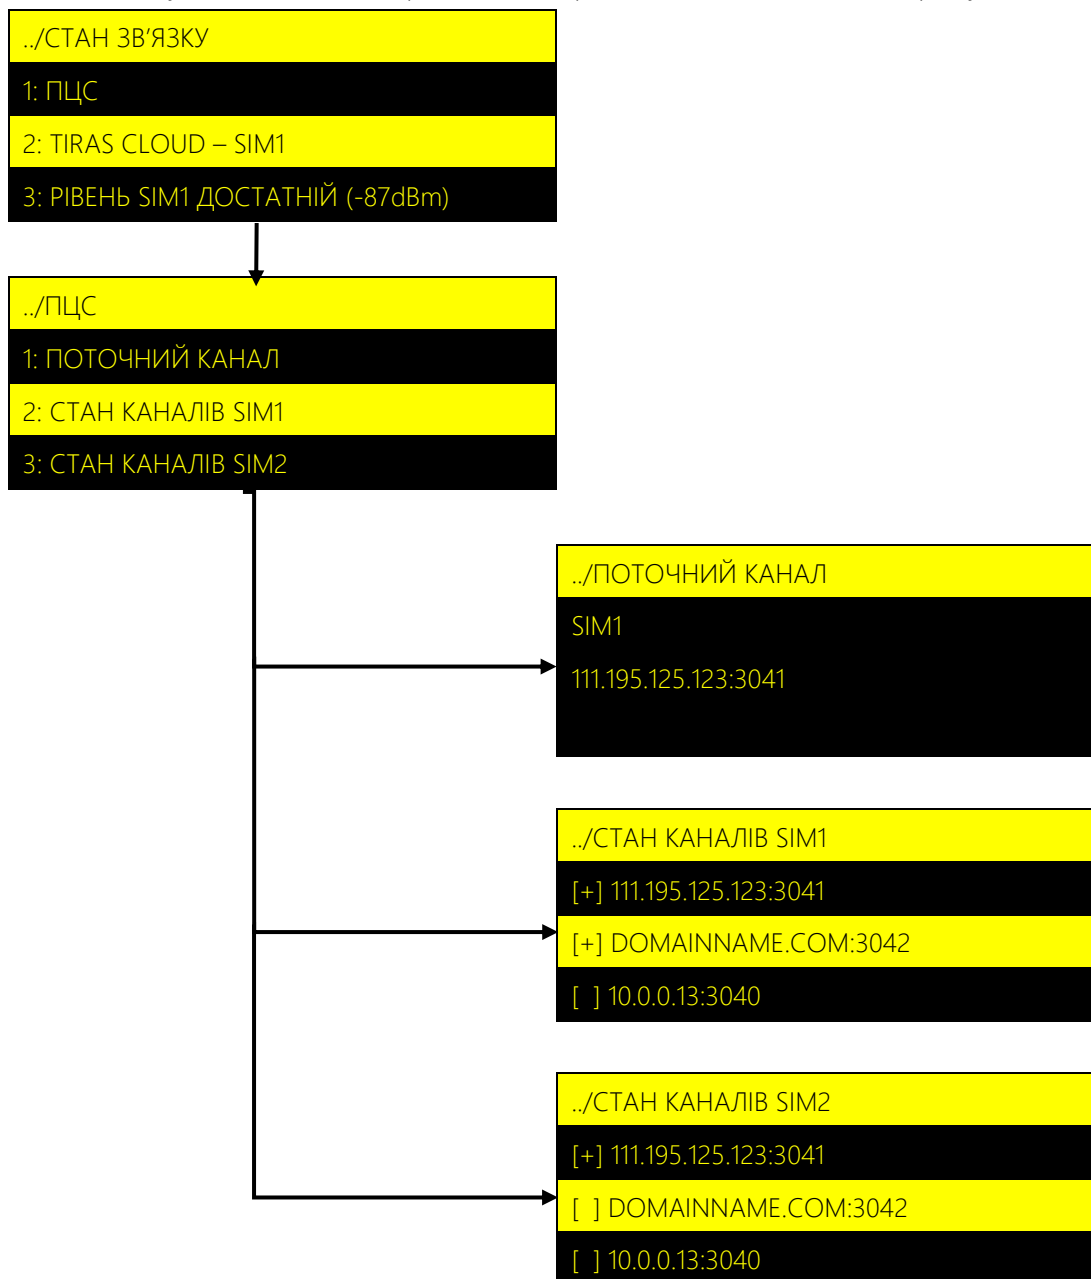 ../СТАН ЗВ’ЯЗКУ
1: ПЦС
2: TIRAS CLOUD – SIM1
3: РІВЕНЬ SIM1 ДОСТАТНІЙ (-87dBm)
../ПЦС
1: ПОТОЧНИЙ КАНАЛ
2: СТАН КАНАЛІВ SIM1
3: СТАН КАНАЛІВ SIM2
../ПОТОЧНИЙ КАНАЛ
SIM1
111.195.125.123:3041
../СТАН КАНАЛІВ SIM1
[+] 111.195.125.123:3041
[+] DOMAINNAME.COM:3042
[ ] 10.0.0.13:3040
../СТАН КАНАЛІВ SIM2
[+] 111.195.125.123:3041
[ ] DOMAINNAME.COM:3042
[ ] 10.0.0.13:3040